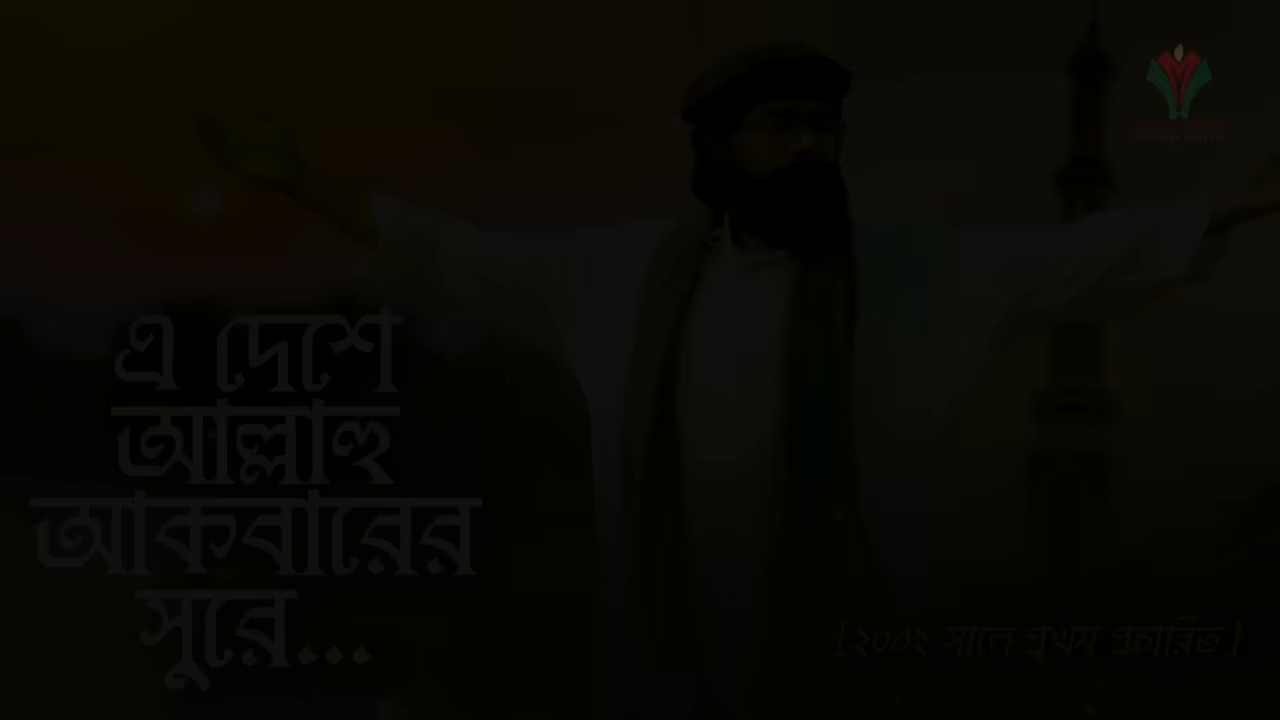 এ দেশে
আল্লাহু
আকবারের
সুরে...
[২০০২ সালে প্রথম প্রচারিত]